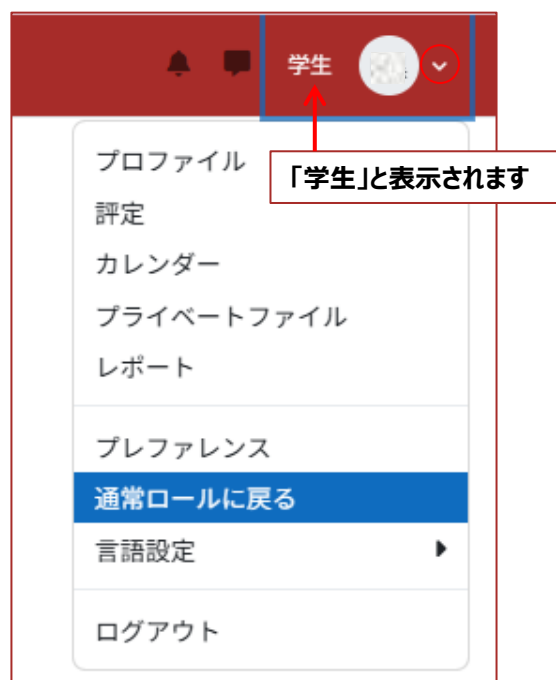 学生
「学生」と表示されます
プロファイル
評定
カレンダー
プライベートファイル
レポート
プレファレンス
通常ロールに戻る
言語設定
ログアウト